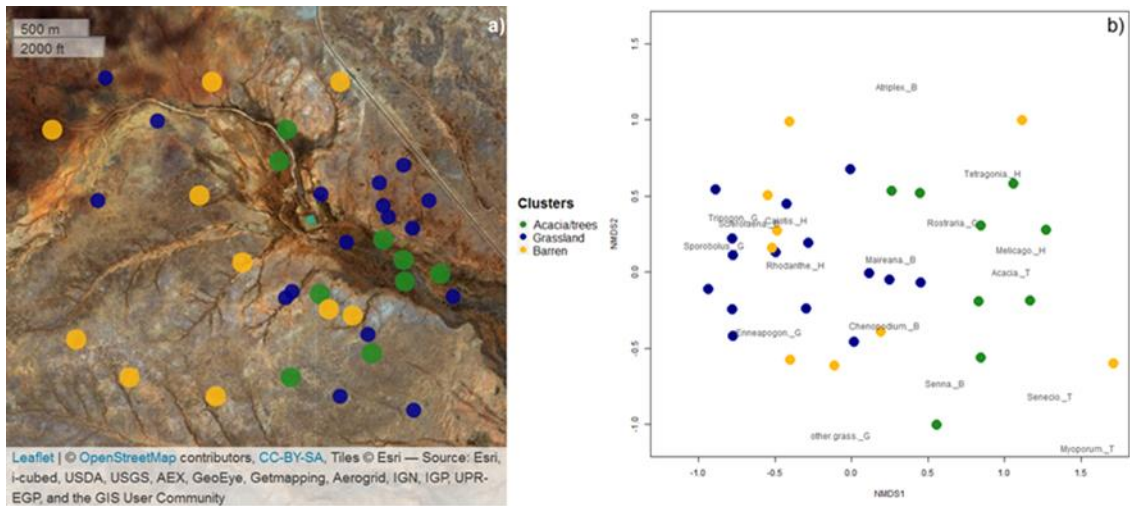 500 m
2000 ft
a)
Leaflet | © OpenStreetMap contributors, CC-BY-SA, Tiles © Esri — Source: Esri,
i-cubed, USDA, USGS, AEX, GeoEye, Getmapping, Aerogrid, IGN, IGP, UPR-
EGP, and the GIS User Community
Clusters
Acacia/trees
Grassland
Barren
b)
NMDS2
1.5
1.0
0.5
0.0
-0.5
-1.0
Atriplex._B
Tetragonia._H
Tripogon._G
Rostraria._G
Sporobolus._G
Melicago._H
Rhodanthe._H
Maireana._B
Acacia._T
Enneapogon._G
Chenopodium._B
Senna._B
Senecio._T
other.grass._G
Myoporum._T
-1.0 -0.5 0.0 0.5 1.0 1.5
NMDS1